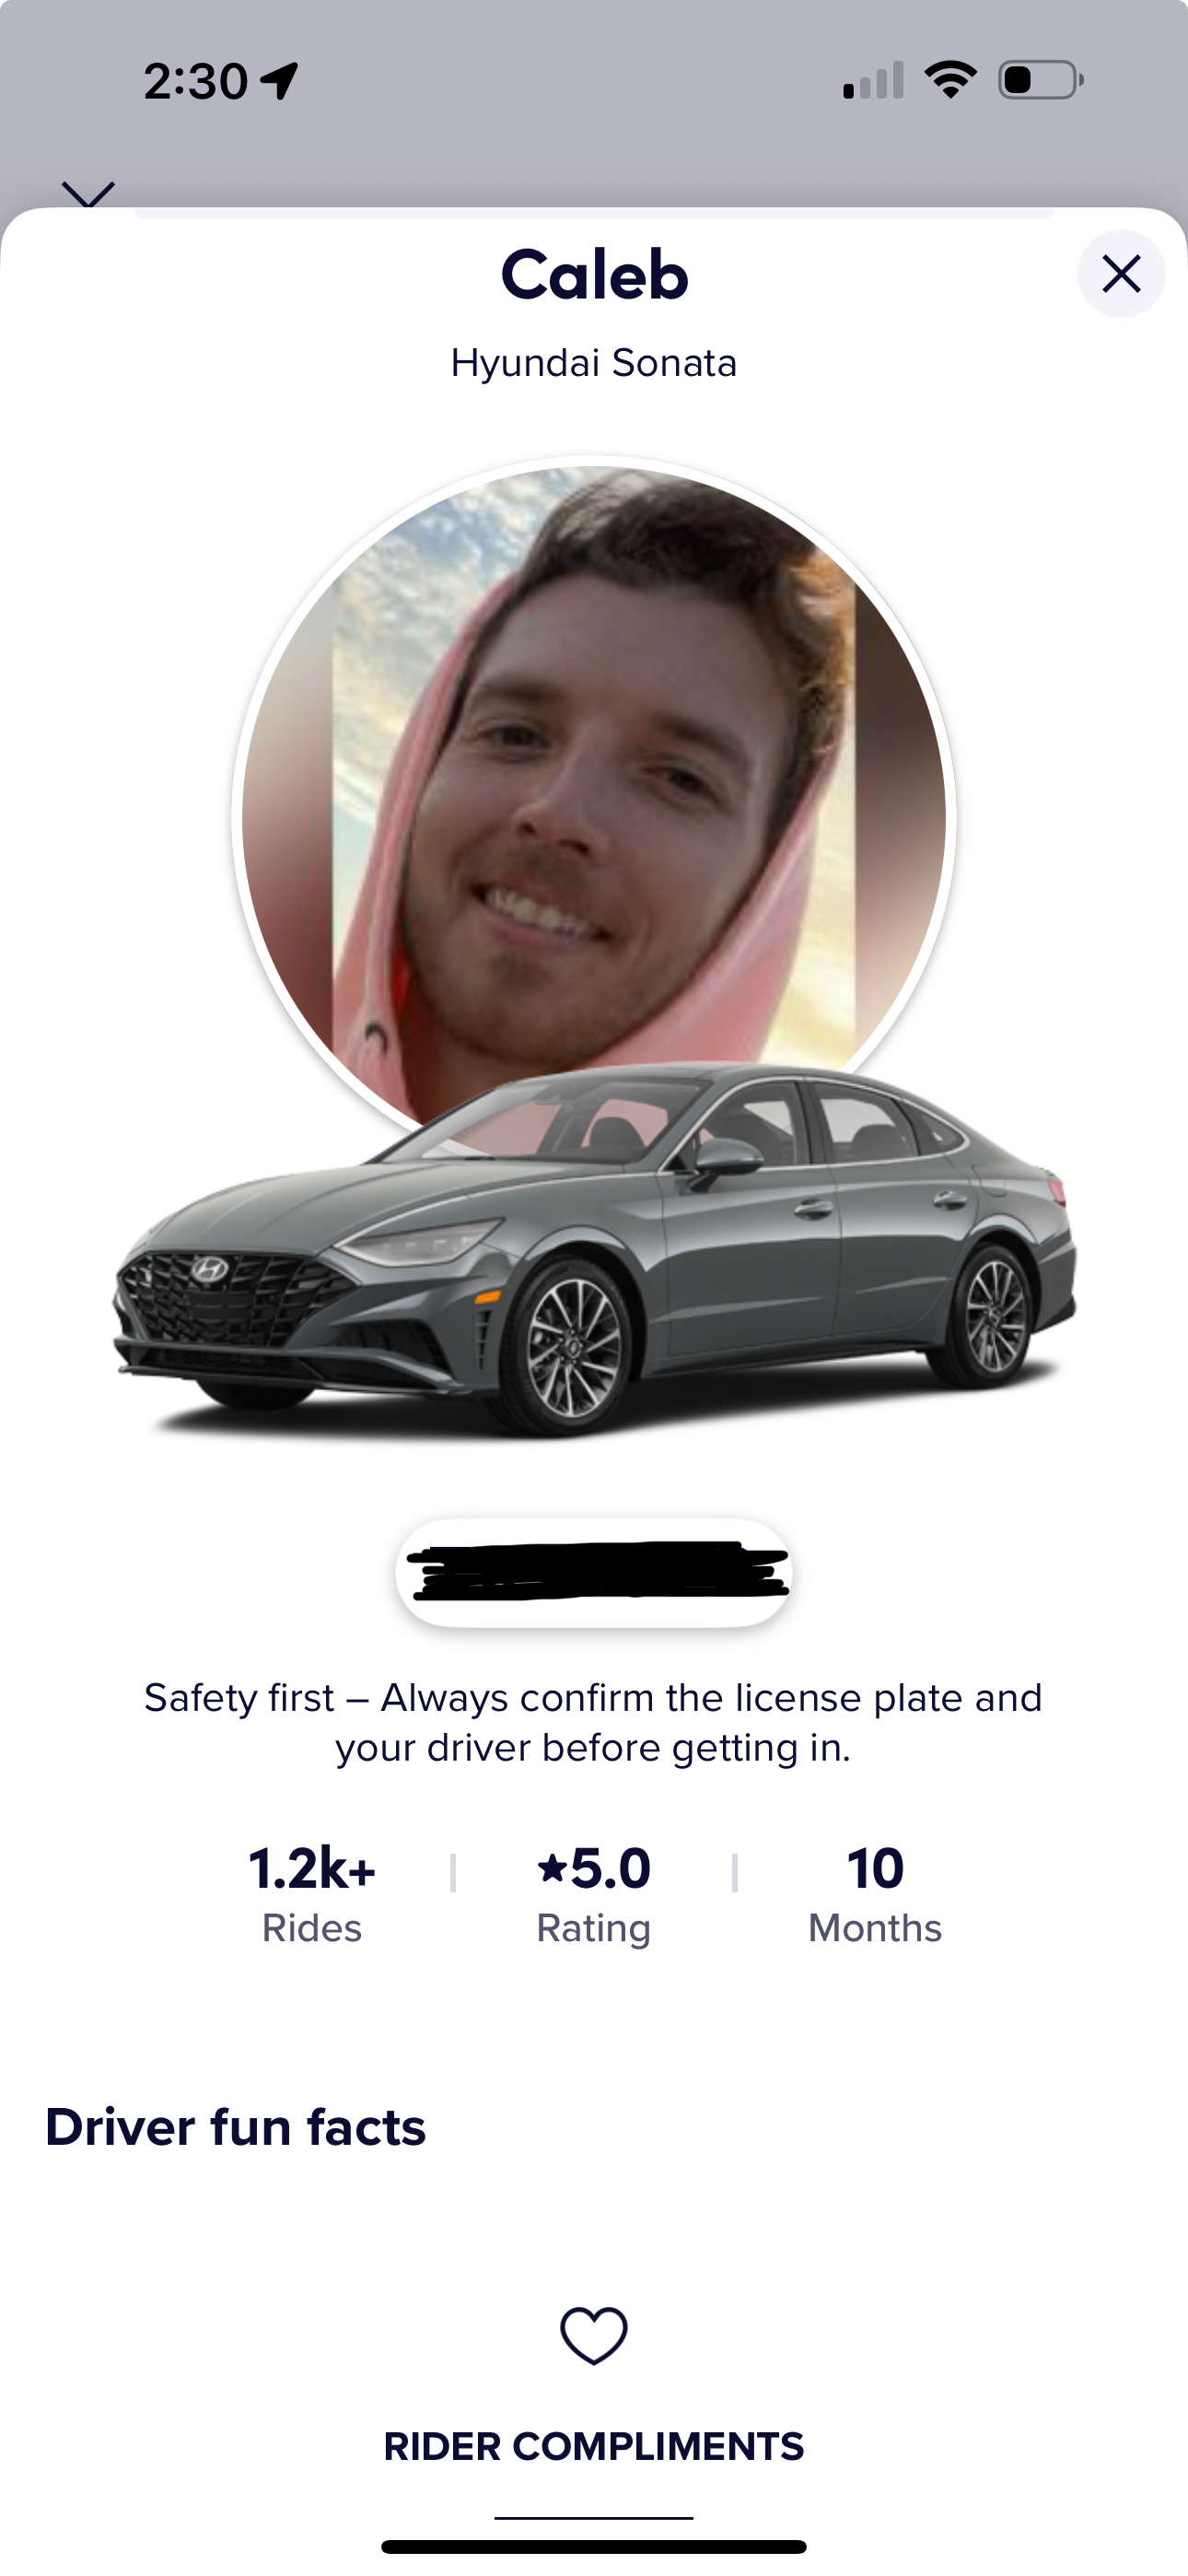 2:30
Caleb
Hyundai Sonata
Safety first – Always confirm the license plate and
your driver before getting in.
1.2k+ | ★5.0 | 10
Rides Rating Months
Driver fun facts
RIDER COMPLIMENTS